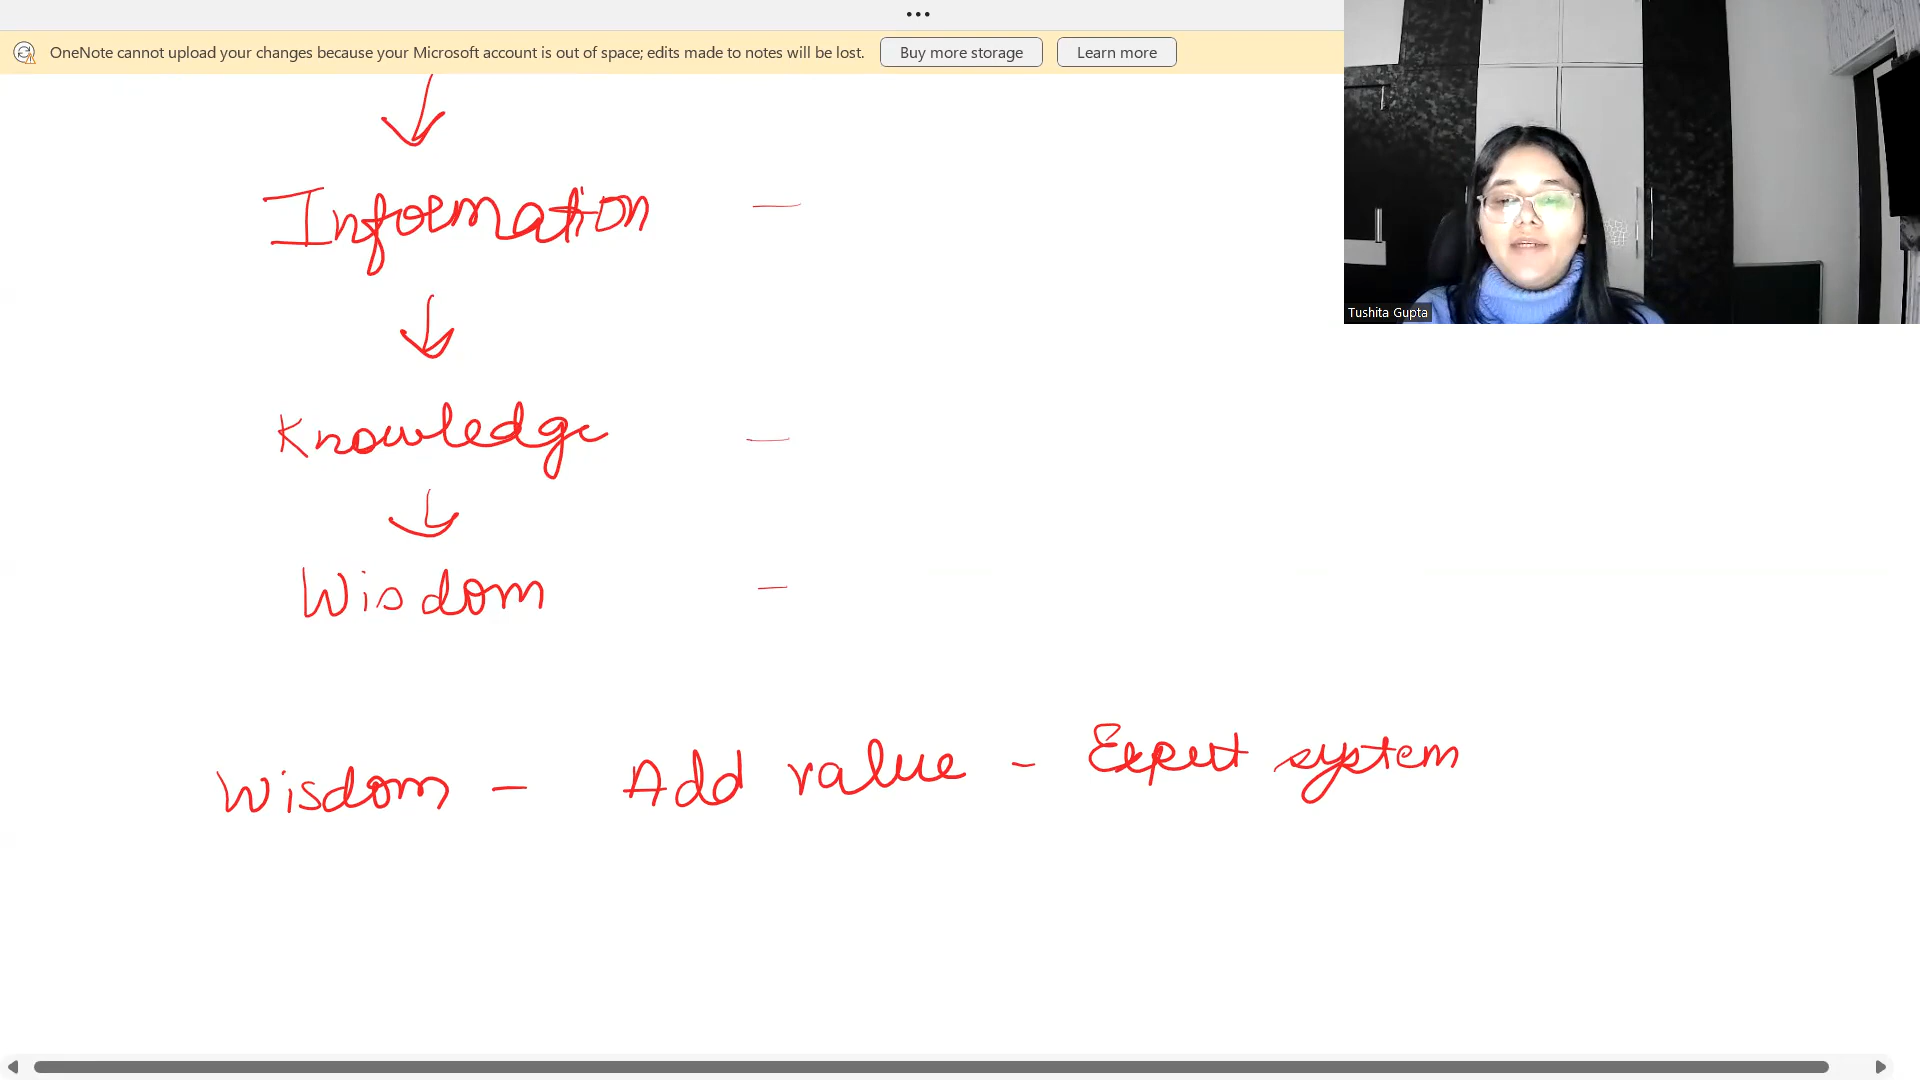 ...
OneNote cannot upload your changes because your Microsoft account is out of space; edits made to notes will be lost. Buy more storage Learn more
Tushita Gupta
Information -
Knowledge -
Wisdom -
Wisdom - Add value - Expert system